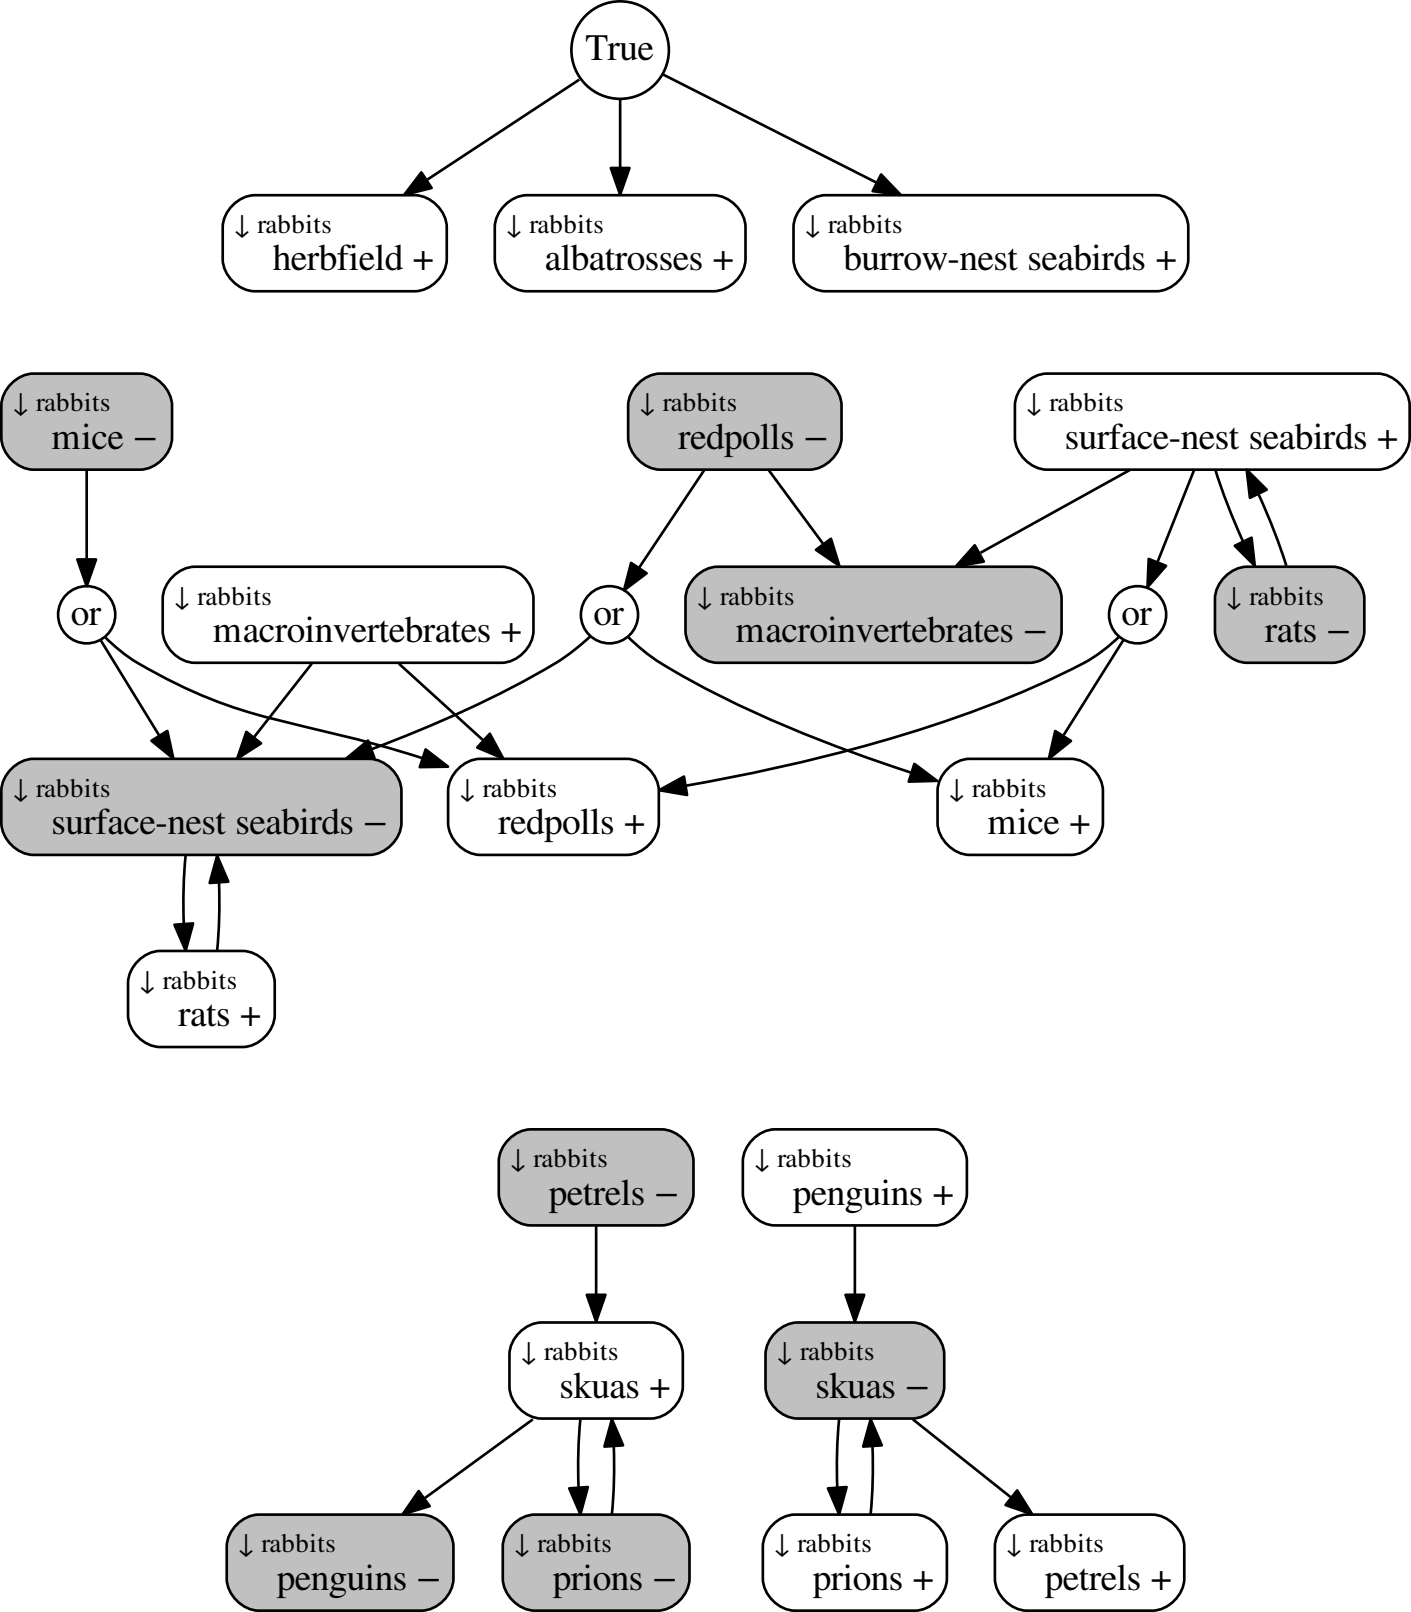 True
↓ rabbits
herbfield +
↓ rabbits
albatrosses +
↓ rabbits
burrow-nest seabirds +
↓ rabbits
mice −
↓ rabbits
redpolls −
↓ rabbits
surface-nest seabirds +
or
↓ rabbits
macroinvertebrates +
or
↓ rabbits
macroinvertebrates −
or
↓ rabbits
rats −
↓ rabbits
surface-nest seabirds −
↓ rabbits
redpolls +
↓ rabbits
mice +
↓ rabbits
rats +
↓ rabbits
petrels −
↓ rabbits
penguins +
↓ rabbits
skuas +
↓ rabbits
skuas −
↓ rabbits
penguins −
↓ rabbits
prions −
↓ rabbits
prions +
↓ rabbits
petrels +